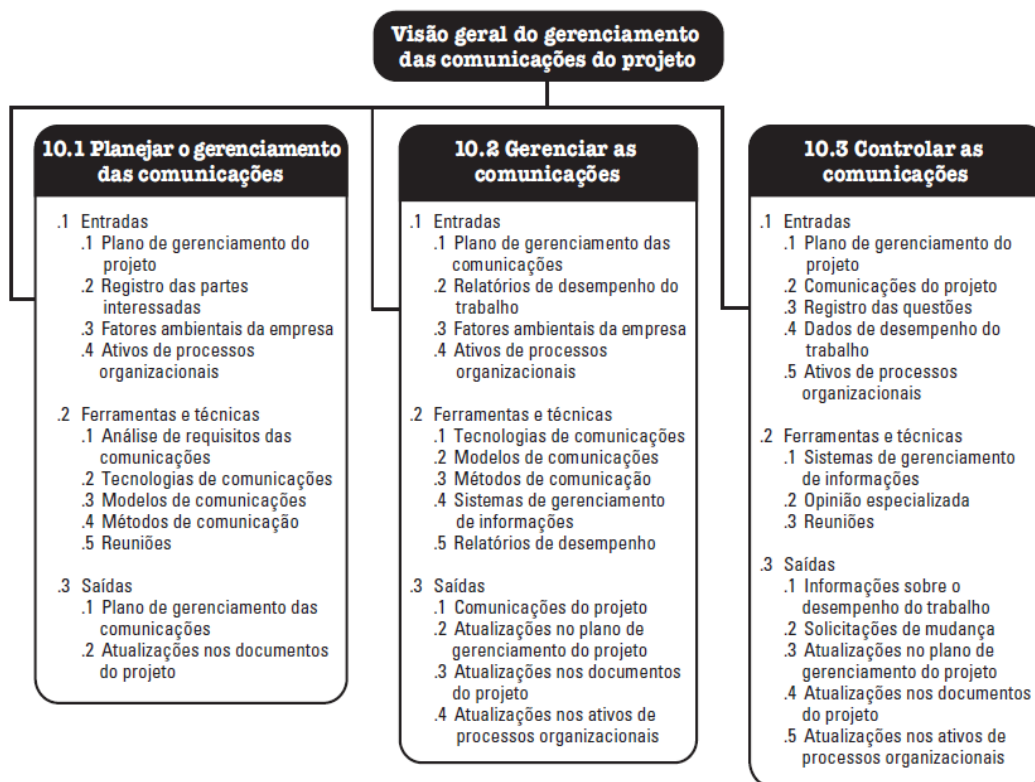 Visão geral do gerenciamento
das comunicações do projeto
10.1 Planejar o gerenciamento
das comunicações
.1 Entradas
.1 Plano de gerenciamento do
projeto
.2 Registro das partes
interessadas
.3 Fatores ambientais da empresa
.4 Ativos de processos
organizacionais
.2 Ferramentas e técnicas
.1 Análise de requisitos das
comunicações
.2 Tecnologias de comunicações
.3 Modelos de comunicações
.4 Métodos de comunicação
.5 Reuniões
.3 Saídas
.1 Plano de gerenciamento das
comunicações
.2 Atualizações nos documentos
do projeto
10.2 Gerenciar as
comunicações
.1 Entradas
.1 Plano de gerenciamento das
comunicações
.2 Relatórios de desempenho do
trabalho
.3 Fatores ambientais da empresa
.4 Ativos de processos
organizacionais
.2 Ferramentas e técnicas
.1 Tecnologias de comunicações
.2 Modelos de comunicações
.3 Métodos de comunicação
.4 Sistemas de gerenciamento
de informações
.5 Relatórios de desempenho
.3 Saídas
.1 Comunicações do projeto
.2 Atualizações no plano de
gerenciamento do projeto
.3 Atualizações nos documentos
do projeto
.4 Atualizações nos ativos de
processos organizacionais
10.3 Controlar as
comunicações
.1 Entradas
.1 Plano de gerenciamento do
projeto
.2 Comunicações do projeto
.3 Registro das questões
.4 Dados de desempenho do
trabalho
.5 Ativos de processos
organizacionais
.2 Ferramentas e técnicas
.1 Sistemas de gerenciamento
de informações
.2 Opinião especializada
.3 Reuniões
.3 Saídas
.1 Informações sobre o
desempenho do trabalho
.2 Solicitações de mudança
.3 Atualizações no plano de
gerenciamento do projeto
.4 Atualizações nos documentos
do projeto
.5 Atualizações nos ativos de
processos organizacionais